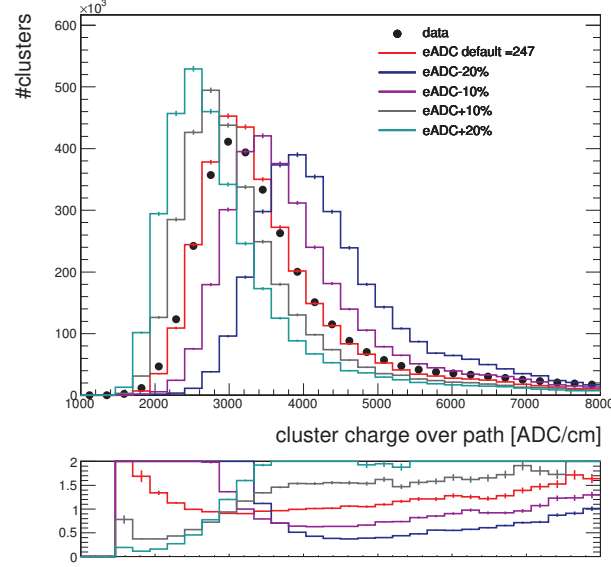 ×10³
600
500
400
300
200
100
0
#clusters
data
eADC default =247
eADC-20%
eADC-10%
eADC+10%
eADC+20%
1000 2000 3000 4000 5000 6000 7000 8000
cluster charge over path [ADC/cm]
2
1.5
1
0.5
0